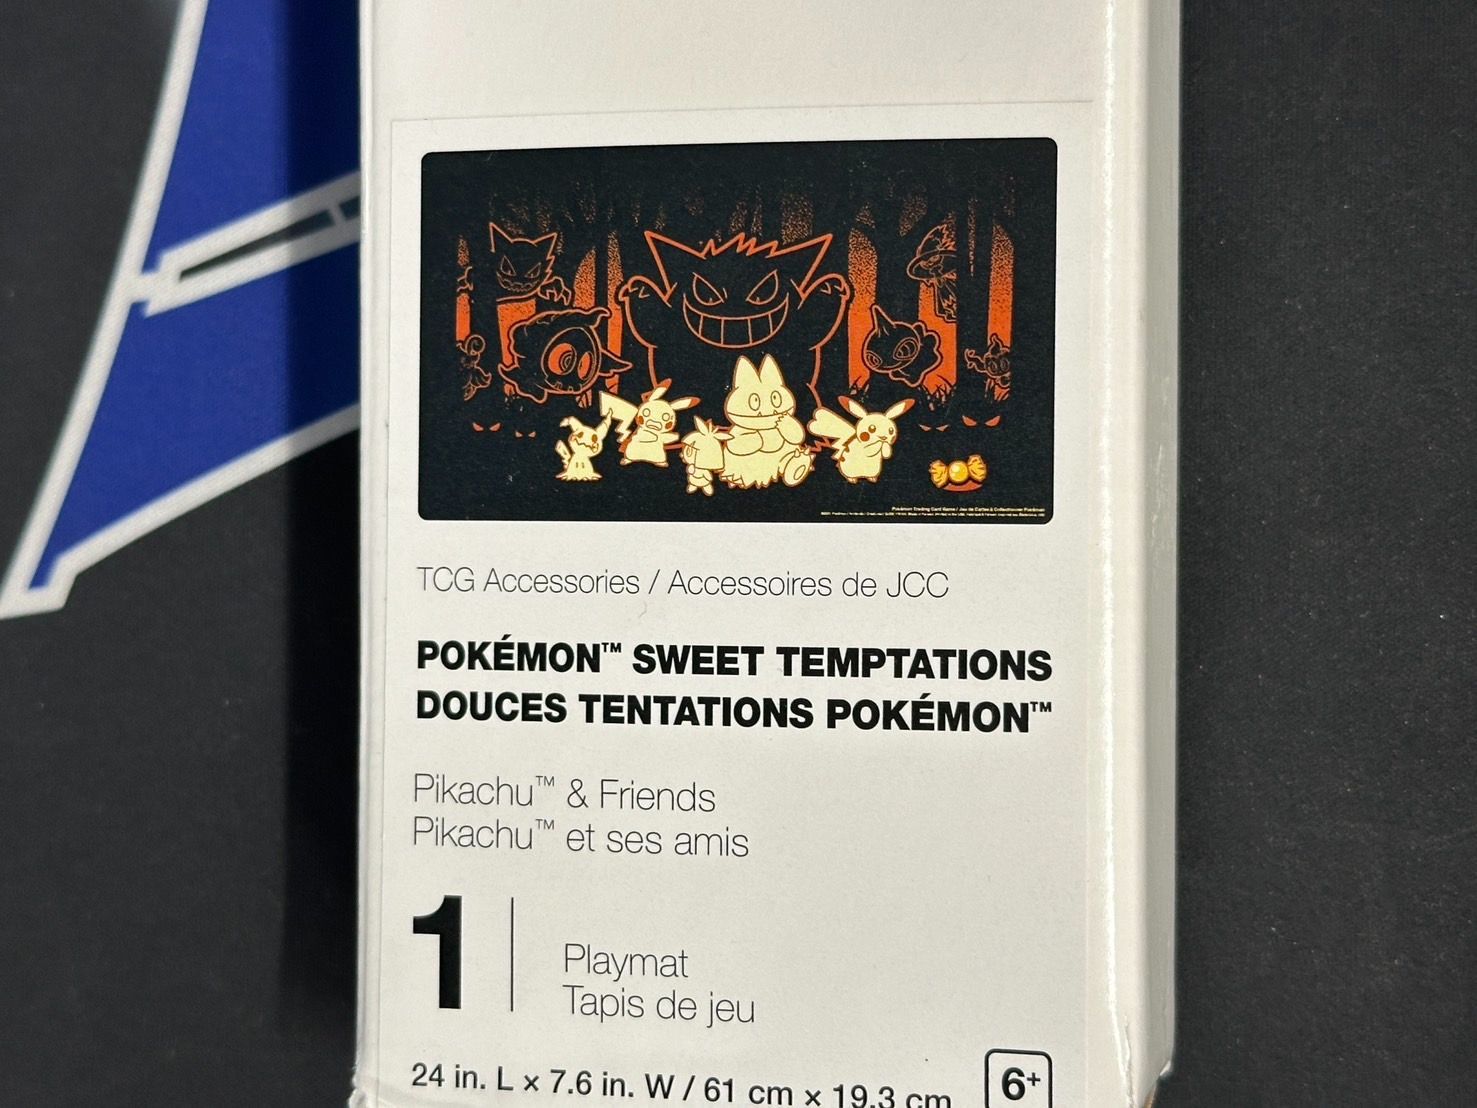 TCG Accessories / Accessoires de JCC
POKÉMON™ SWEET TEMPTATIONS
DOUCES TENTATIONS POKÉMON™
Pikachu™ & Friends
Pikachu™ et ses amis
1
Playmat
Tapis de jeu
24 in. L × 7.6 in. W / 61 cm × 19.3 cm
6+